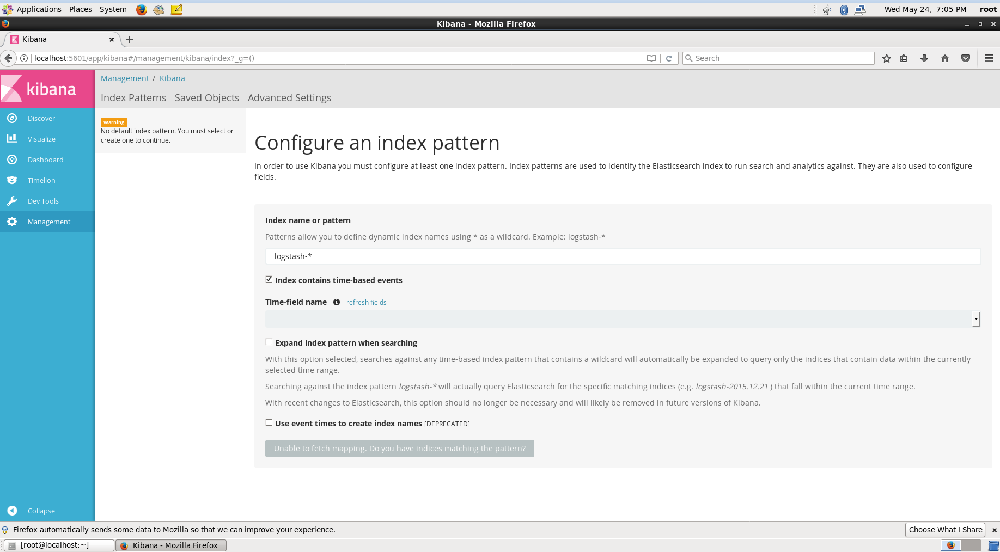 Applications Places System
Wed May 24, 7:05 PM root
Kibana - Mozilla Firefox
Kibana
localhost:5601/app/kibana#/management/kibana/index?_g=()
Search
kibana
Management / Kibana
Index Patterns Saved Objects Advanced Settings
Discover
Visualize
Dashboard
Timelion
Dev Tools
Management
Collapse
Warning
No default index pattern. You must select or
create one to continue.
Configure an index pattern
In order to use Kibana you must configure at least one index pattern. Index patterns are used to identify the Elasticsearch index to run search and analytics against. They are also used to configure
fields.
Index name or pattern
Patterns allow you to define dynamic index names using * as a wildcard. Example: logstash-*
logstash-*
Index contains time-based events
Time-field name refresh fields
Expand index pattern when searching
With this option selected, searches against any time-based index pattern that contains a wildcard will automatically be expanded to query only the indices that contain data within the currently
selected time range.
Searching against the index pattern logstash-* will actually query Elasticsearch for the specific matching indices (e.g. logstash-2015.12.21 ) that fall within the current time range.
With recent changes to Elasticsearch, this option should no longer be necessary and will likely be removed in future versions of Kibana.
Use event times to create index names [DEPRECATED]
Unable to fetch mapping. Do you have indices matching the pattern?
Firefox automatically sends some data to Mozilla so that we can improve your experience.
Choose What I Share
[root@localhost:~]
Kibana - Mozilla Firefox